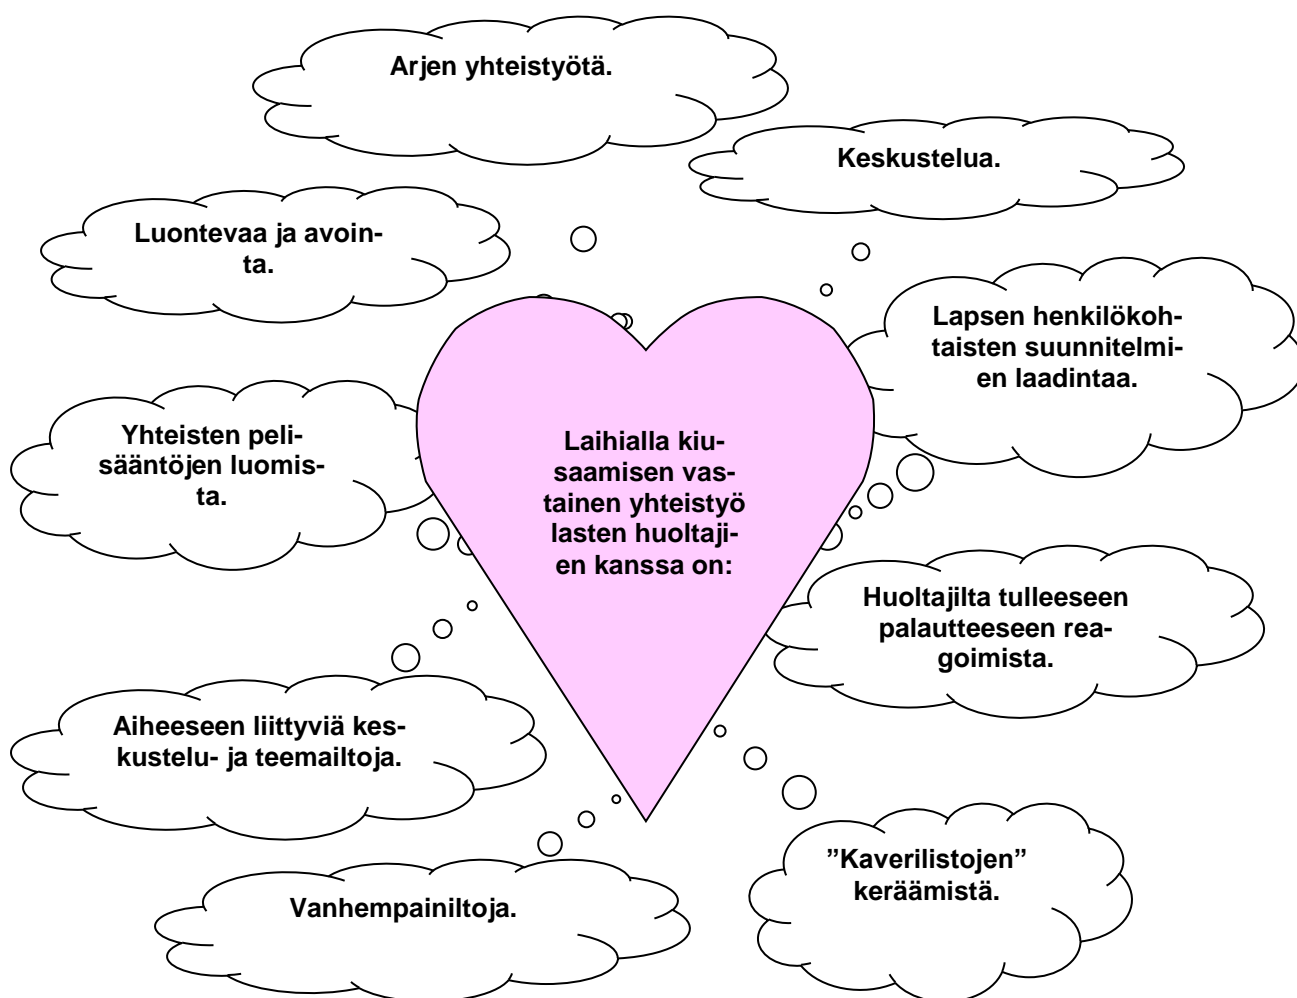 Arjen yhteistyötä.
Keskustelua.
Luontevaa ja avoin-
ta.
Lapsen henkilökoh-
taisten suunnitelmi-
en laadintaa.
Yhteisten peli-
sääntöjen luomis-
ta.
Laihialla kiu-
saamisen vas-
tainen yhteistyö
lasten huoltaji-
en kanssa on:
Huoltajilta tulleeseen
palautteeseen rea-
goimista.
Aiheeseen liittyviä kes-
kustelu- ja teemailtoja.
”Kaverilistojen”
keräämistä.
Vanhempainiltoja.